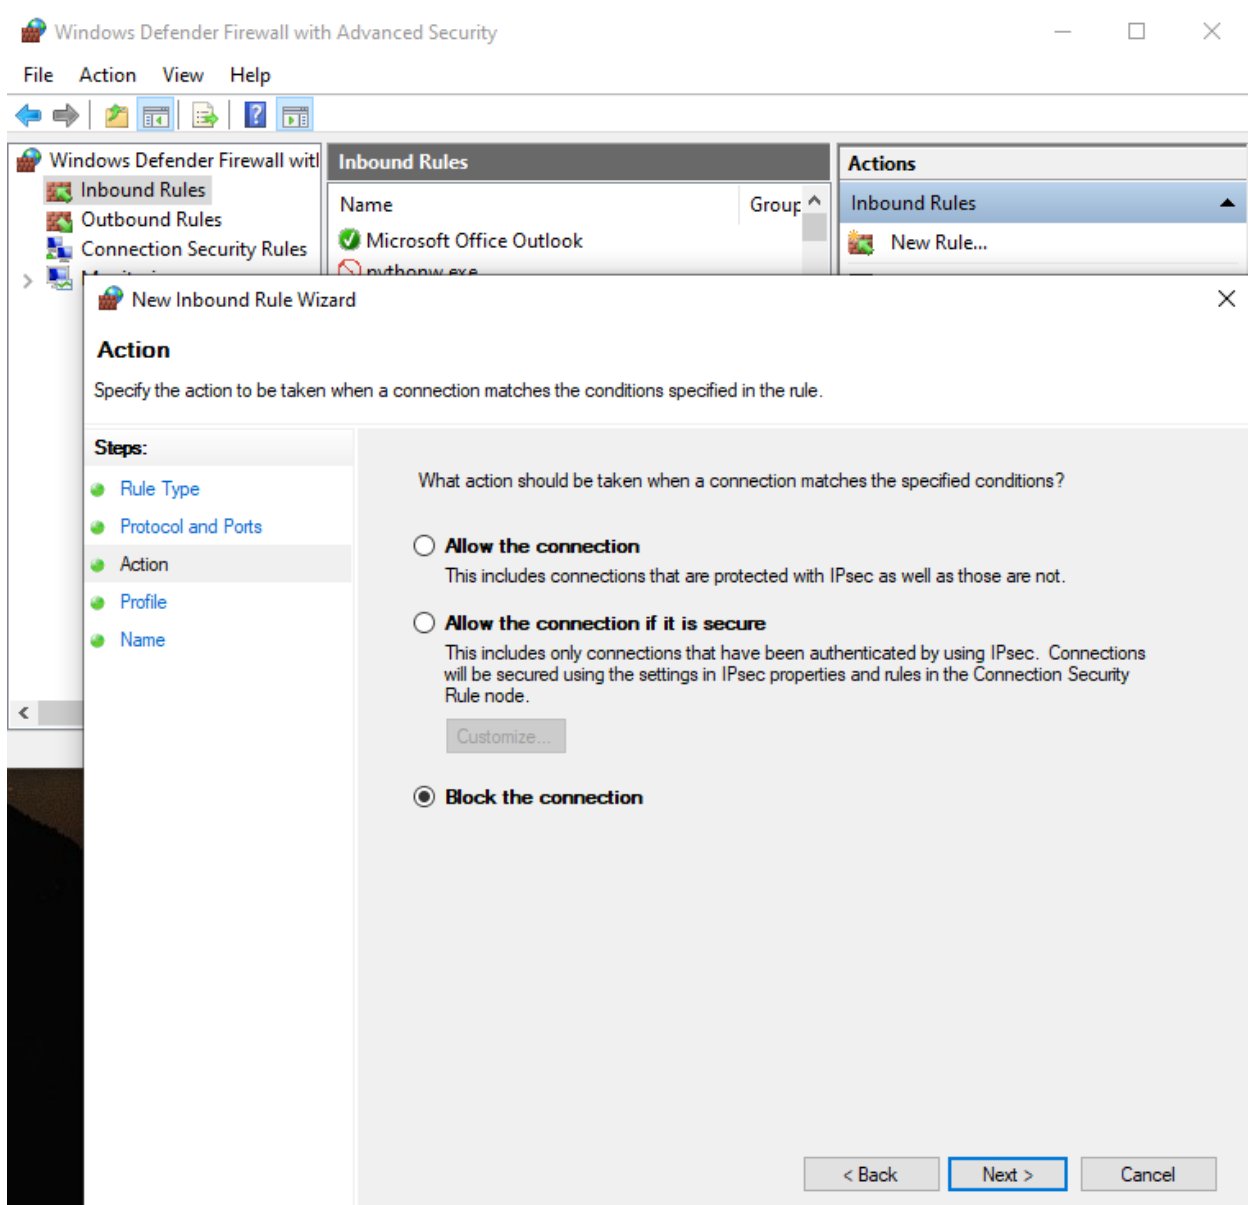 Windows Defender Firewall with Advanced Security
File Action View Help
Windows Defender Firewall witl
Inbound Rules
Outbound Rules
Connection Security Rules
Inbound Rules
Name Group
Microsoft Office Outlook
pythonw.exe
Actions
Inbound Rules
New Rule...
New Inbound Rule Wizard
Action
Specify the action to be taken when a connection matches the conditions specified in the rule.
Steps:
Rule Type
Protocol and Ports
Action
Profile
Name
What action should be taken when a connection matches the specified conditions?
Allow the connection
This includes connections that are protected with IPsec as well as those are not.
Allow the connection if it is secure
This includes only connections that have been authenticated by using IPsec. Connections
will be secured using the settings in IPsec properties and rules in the Connection Security
Rule node.
Customize...
Block the connection
< Back Next > Cancel